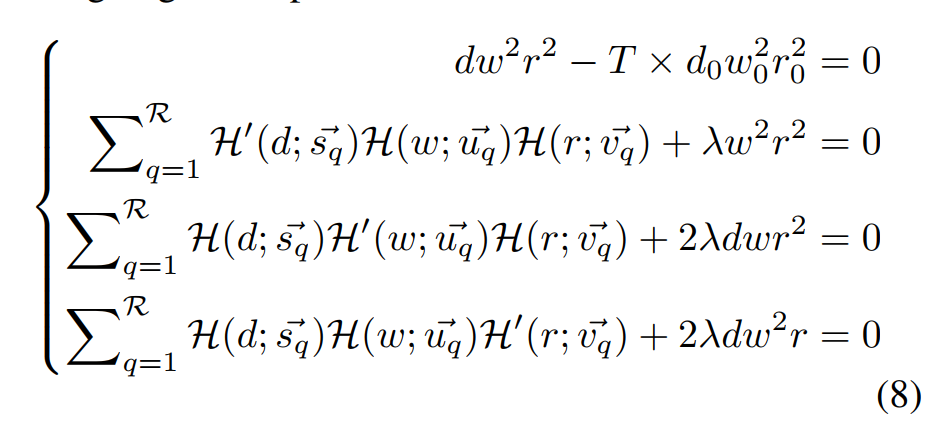 dw²r² − T × d₀w₀²r₀² = 0
∑_{q=1}^{ℛ} ℋ′(d; s⃗_q)ℋ(w; u⃗_q)ℋ(r; v⃗_q) + λw²r² = 0
∑_{q=1}^{ℛ} ℋ(d; s⃗_q)ℋ′(w; u⃗_q)ℋ(r; v⃗_q) + 2λdwr² = 0
∑_{q=1}^{ℛ} ℋ(d; s⃗_q)ℋ(w; u⃗_q)ℋ′(r; v⃗_q) + 2λdw²r = 0
(8)